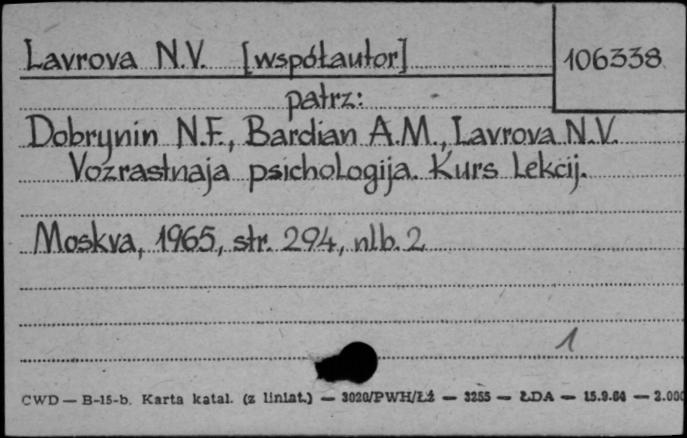 Lavrova N.V. [współautor] 106338
patrz:
Dobrynin N.F., Bardian A.M., Lavrova N.V.
Vozrastnaja psichologija. Kurs lekcij.
Moskva, 1965, str. 294, nlb. 2
1
CWD — B-15-b. Karta katal. (z liniat.) — 3020/PWH/ŁŻ — 3255 — ŁDA — 15.9.64 — 2.000